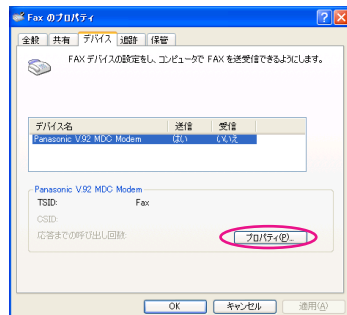 Fax のプロパティ
全般 共有 デバイス 追跡 保管
FAX デバイスの設定をし、コンピュータで FAX を送受信できるようにします。
デバイス名 送信 受信
Panasonic V.92 MDC Modem はい いいえ
Panasonic V.92 MDC Modem
TSID: Fax
CSID:
応答までの呼び出し回数:
プロパティ(P)...
OK キャンセル 適用(A)